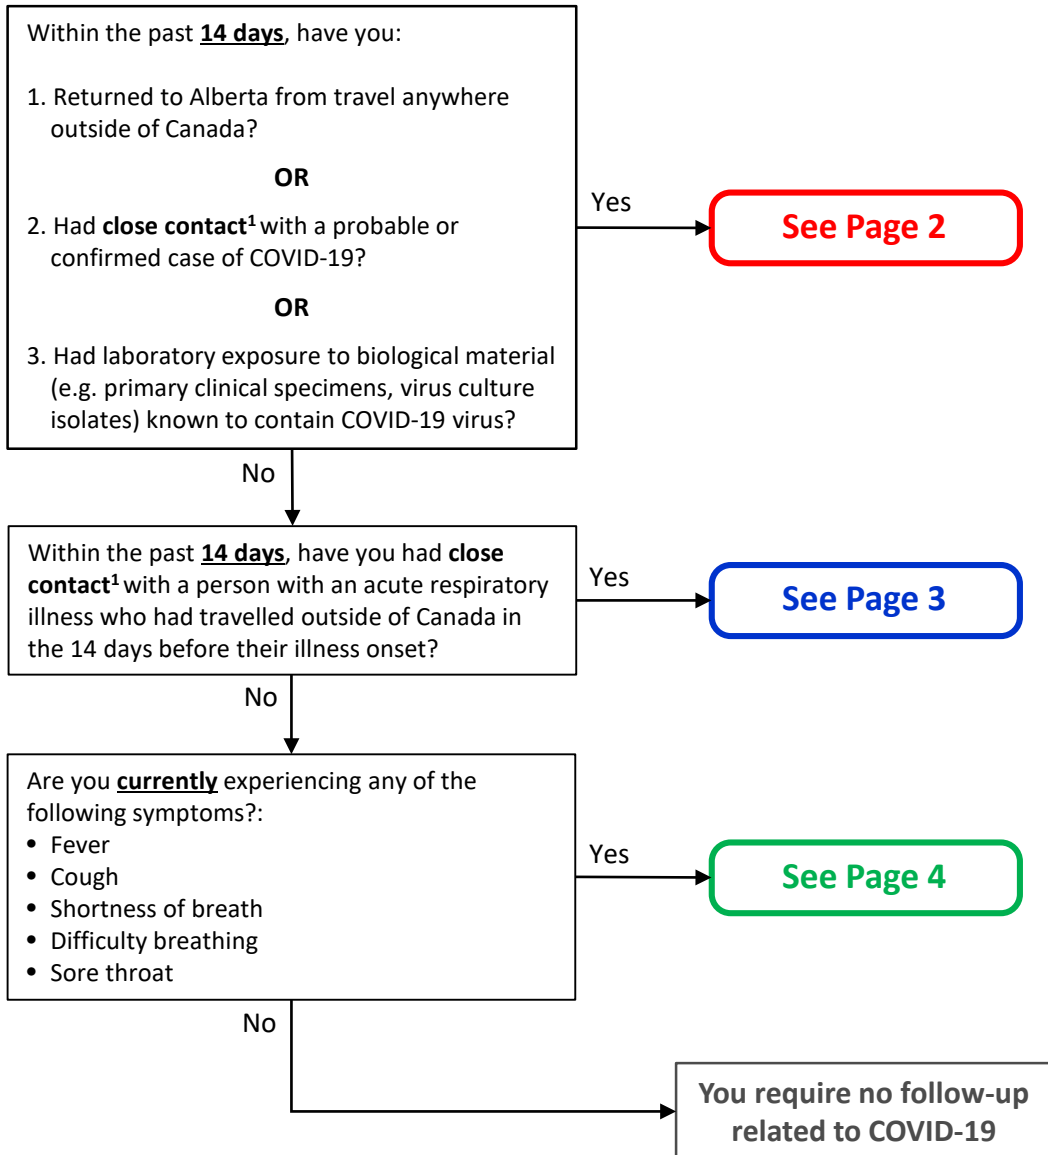 Within the past 14 days, have you:
1. Returned to Alberta from travel anywhere
outside of Canada?
OR
2. Had close contact¹ with a probable or
confirmed case of COVID-19?
OR
3. Had laboratory exposure to biological material
(e.g. primary clinical specimens, virus culture
isolates) known to contain COVID-19 virus?
Yes
See Page 2
No
Within the past 14 days, have you had close
contact¹ with a person with an acute respiratory
illness who had travelled outside of Canada in
the 14 days before their illness onset?
Yes
See Page 3
No
Are you currently experiencing any of the
following symptoms?:
• Fever
• Cough
• Shortness of breath
• Difficulty breathing
• Sore throat
Yes
See Page 4
No
You require no follow-up
related to COVID-19